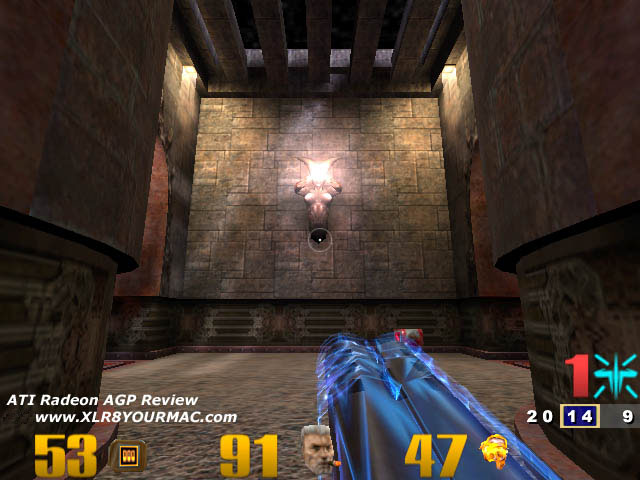 ATI Radeon AGP Review
www.XLR8YOURMAC.com
1
20 14 9
53 91 47